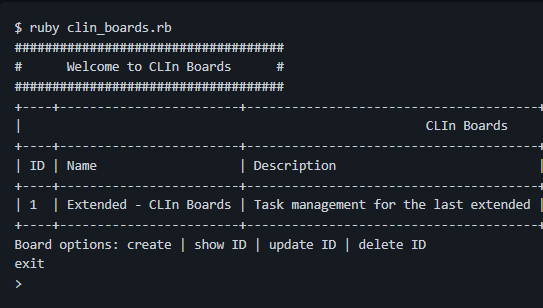 $ ruby clin_boards.rb
####################################
#      Welcome to CLIn Boards      #
####################################
+----+------------------------+---------------------------------------+
|                                                      CLIn Boards
+----+------------------------+---------------------------------------+
| ID | Name                   | Description                           |
+----+------------------------+---------------------------------------+
| 1  | Extended - CLIn Boards | Task management for the last extended |
+----+------------------------+---------------------------------------+
Board options: create | show ID | update ID | delete ID
exit
>